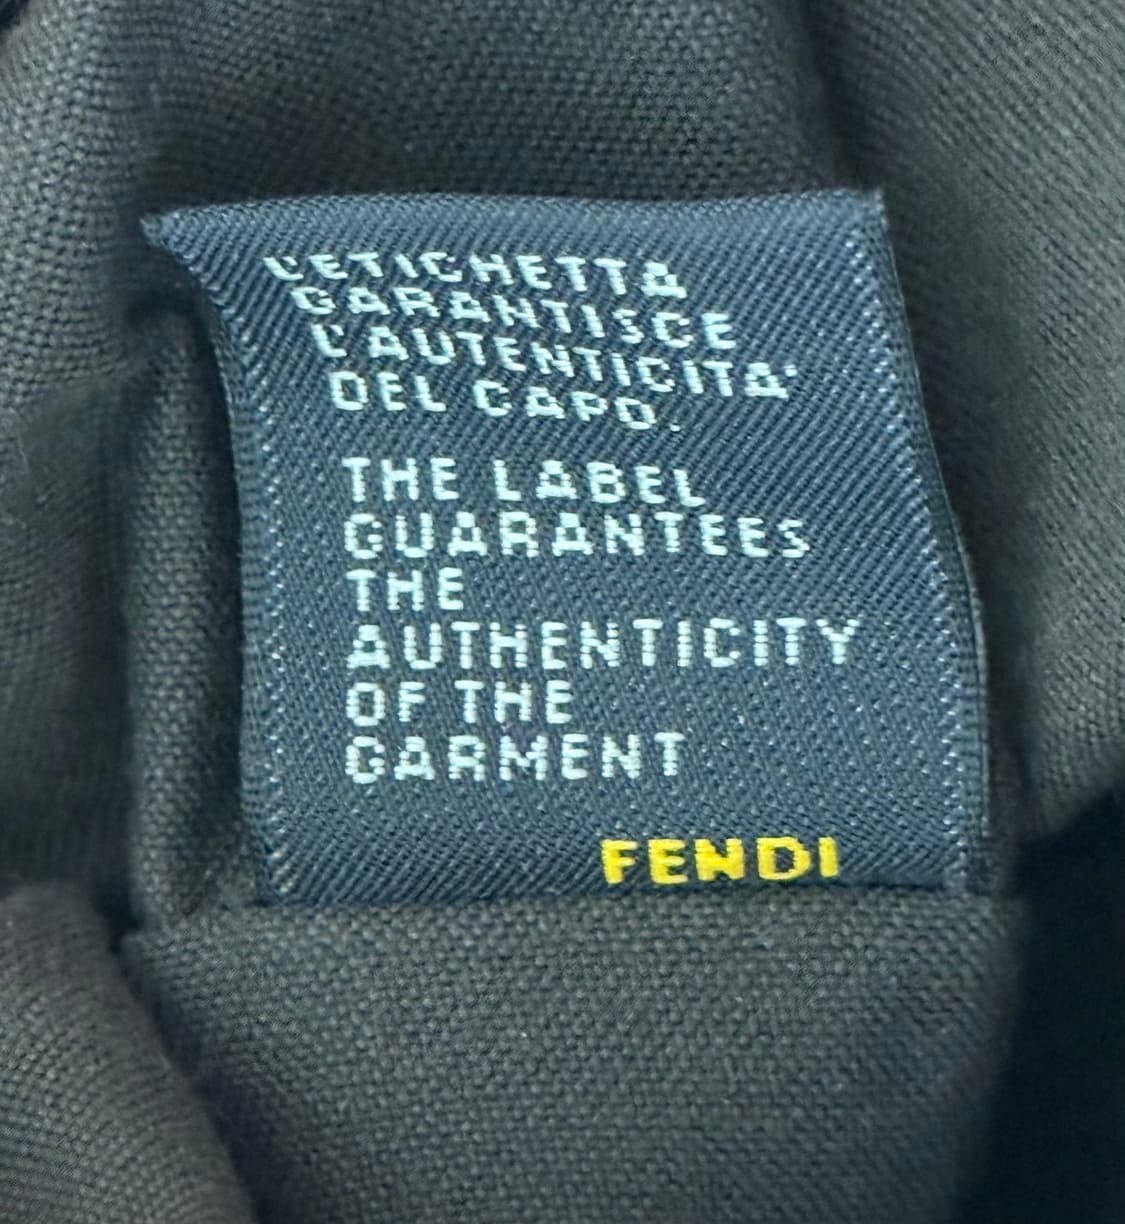 L'ETICHETTA
GARANTISCE
L'AUTENTICITA'
DEL CAPO.
THE LABEL
GUARANTEES
THE
AUTHENTICITY
OF THE
GARMENT
FENDI